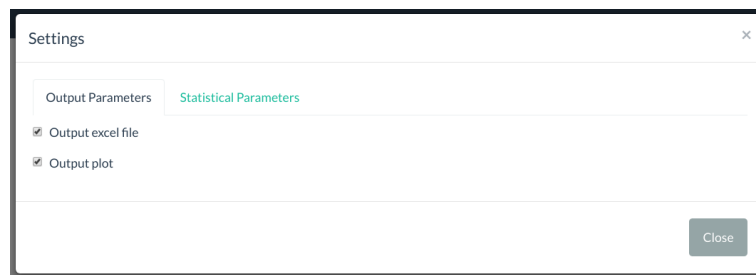 Settings
×
Output Parameters
Statistical Parameters
Output excel file
Output plot
Close